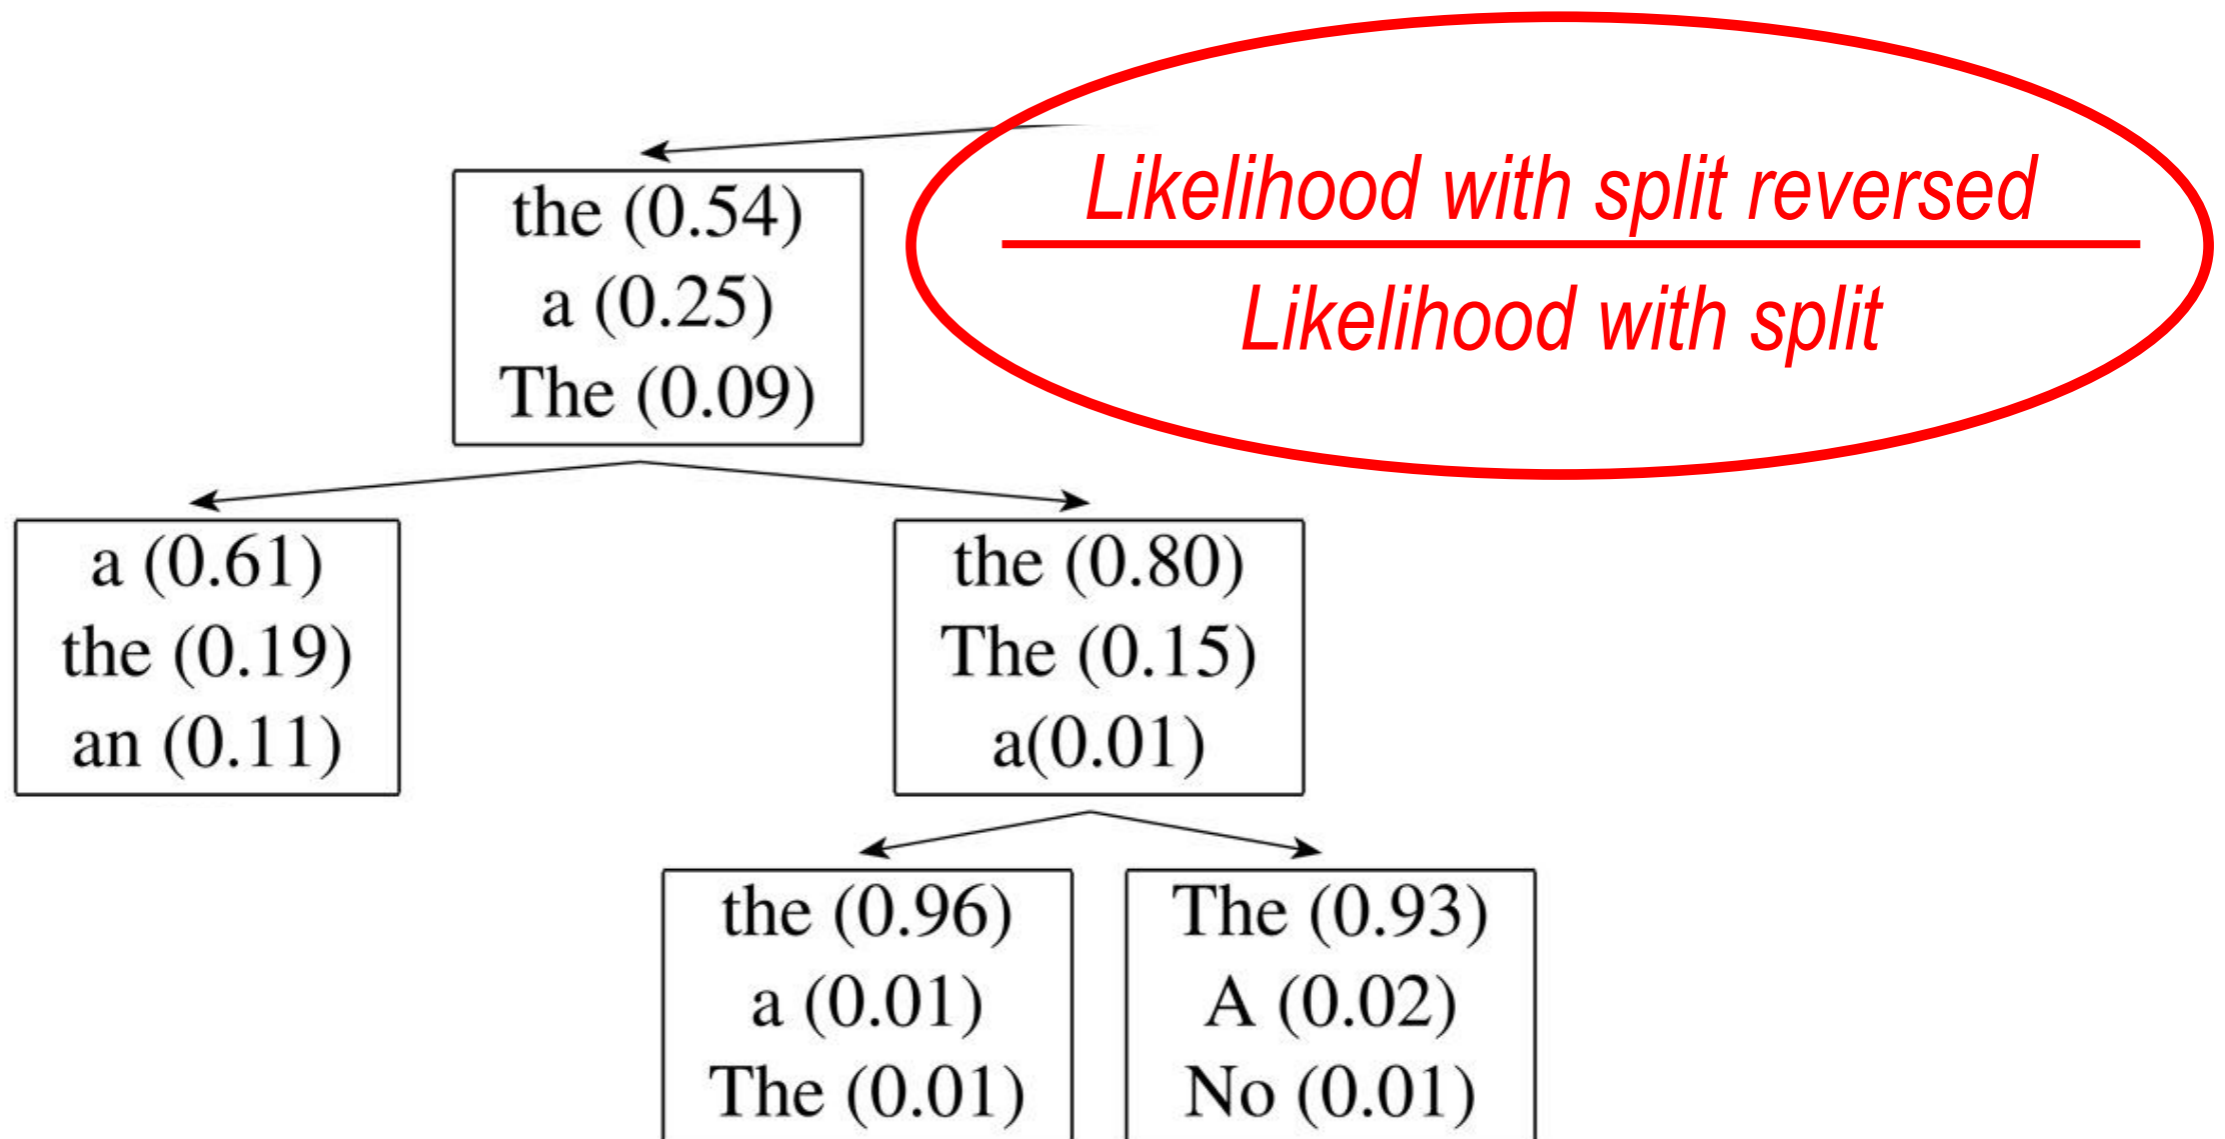 Likelihood with split reversed
Likelihood with split
the (0.54)
a (0.25)
The (0.09)
a (0.61)
the (0.19)
an (0.11)
the (0.80)
The (0.15)
a(0.01)
the (0.96)
a (0.01)
The (0.01)
The (0.93)
A (0.02)
No (0.01)